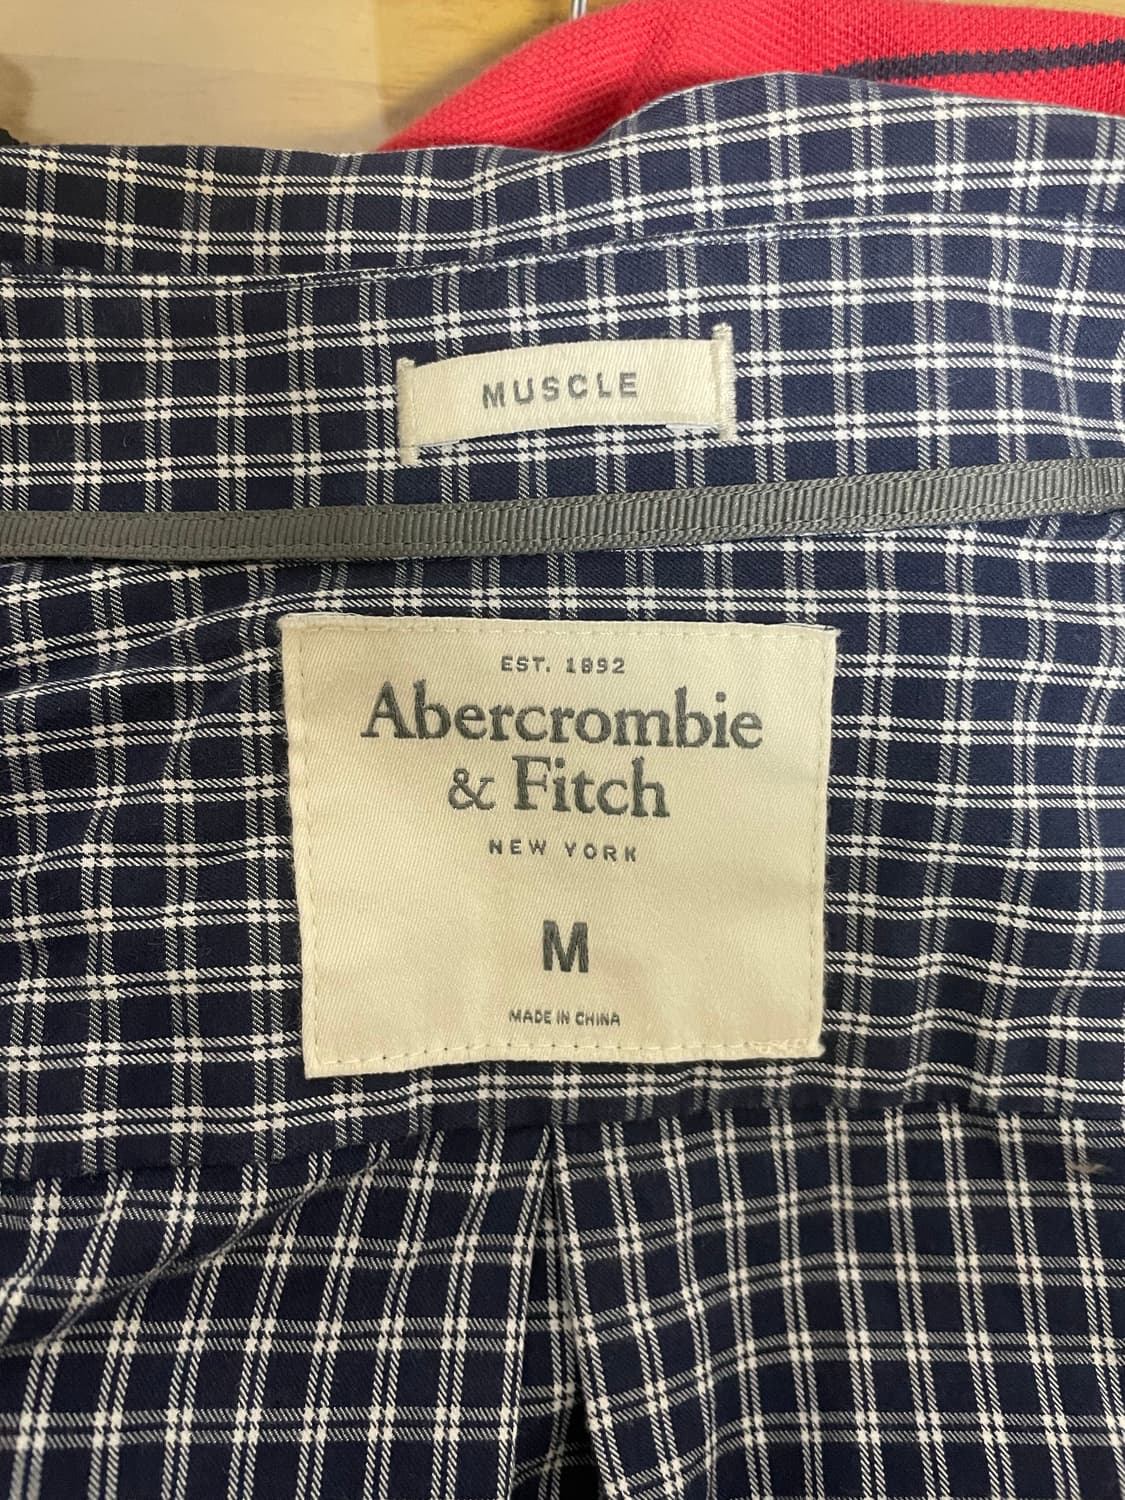 MUSCLE
EST. 1892
Abercrombie
& Fitch
NEW YORK
M
MADE IN CHINA